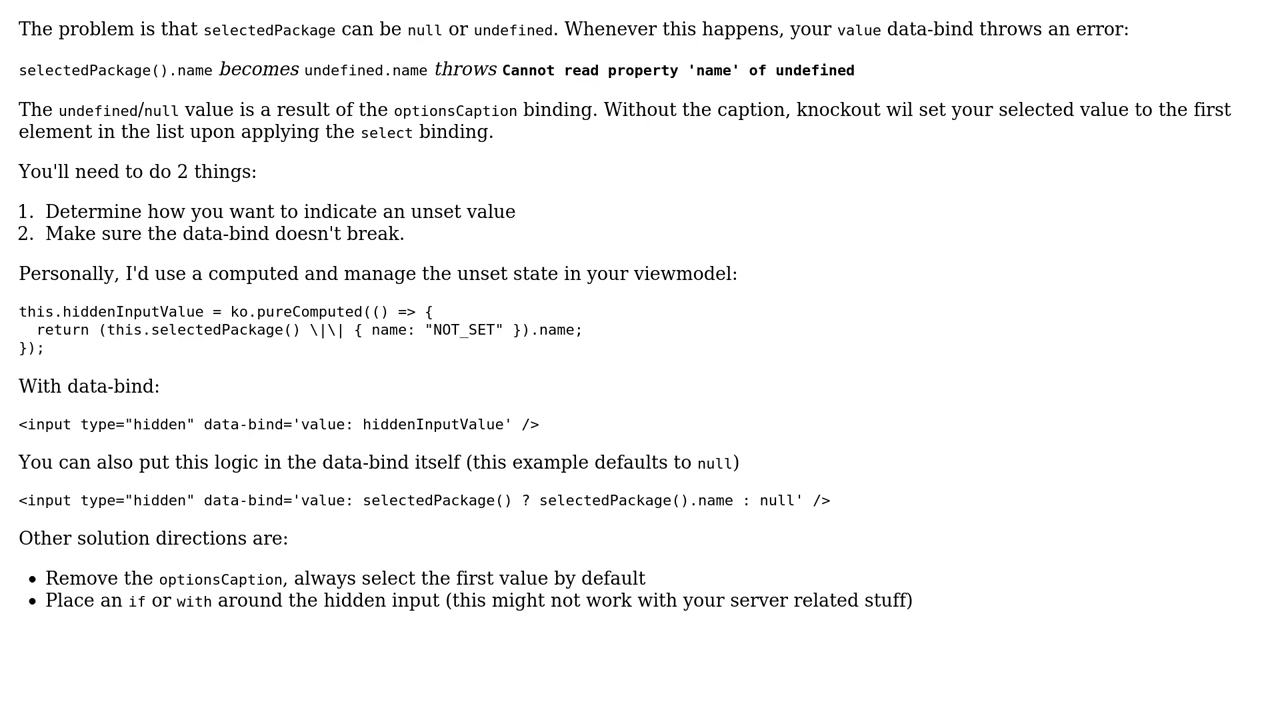 The problem is that selectedPackage can be null or undefined. Whenever this happens, your value data-bind throws an error:
selectedPackage().name becomes undefined.name throws Cannot read property 'name' of undefined
The undefined/null value is a result of the optionsCaption binding. Without the caption, knockout wil set your selected value to the first
element in the list upon applying the select binding.
You'll need to do 2 things:
1. Determine how you want to indicate an unset value
2. Make sure the data-bind doesn't break.
Personally, I'd use a computed and manage the unset state in your viewmodel:
this.hiddenInputValue = ko.pureComputed(() => {
  return (this.selectedPackage() \|\| { name: "NOT_SET" }).name;
});
With data-bind:
<input type="hidden" data-bind='value: hiddenInputValue' />
You can also put this logic in the data-bind itself (this example defaults to null)
<input type="hidden" data-bind='value: selectedPackage() ? selectedPackage().name : null' />
Other solution directions are:
• Remove the optionsCaption, always select the first value by default
• Place an if or with around the hidden input (this might not work with your server related stuff)